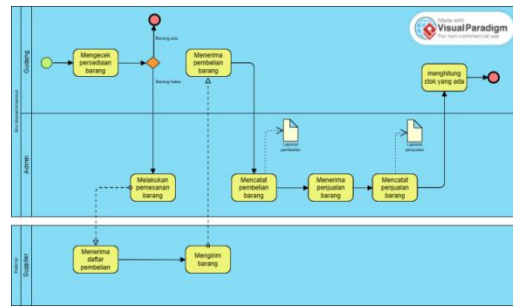 Made with
Visual Paradigm
For non-commercial use
Gudang
Mengecek
persediaan
barang
Barang ada
Menerima
pembelian
barang
menghitung
stok yang ada
Admin
Melakukan
pemesanan
barang
Mencatat
pembelian
barang
Laporan
pembelian
Menerima
penjualan
barang
Mencatat
penjualan
barang
Laporan
penjualan
Supplier
Menerima
daftar
pembelian
Mengirim
barang